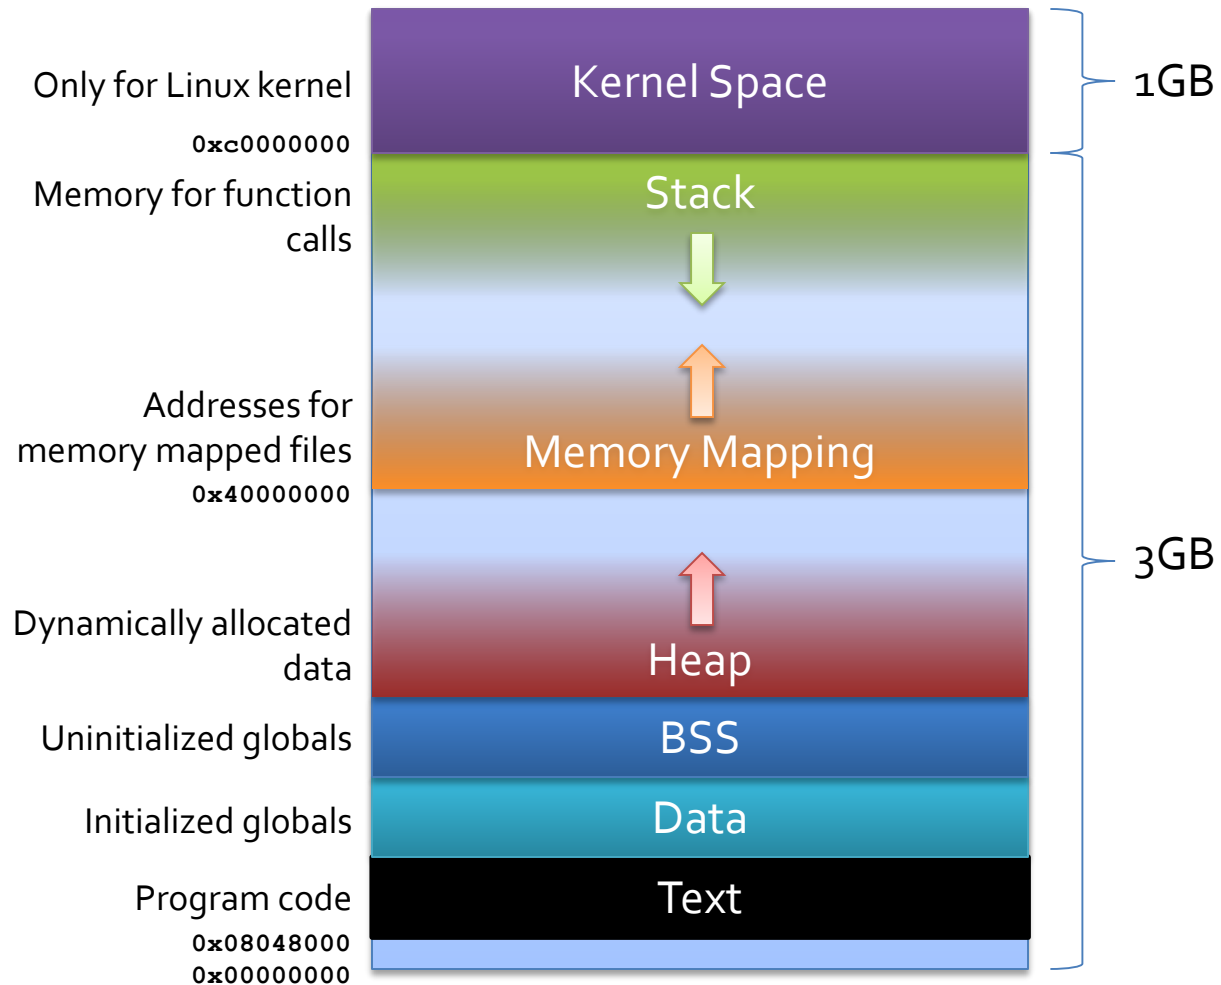 Only for Linux kernel
Kernel Space
1GB
0xc0000000
Memory for function
calls
Stack
Addresses for
memory mapped files
Memory Mapping
0x40000000
3GB
Dynamically allocated
data
Heap
Uninitialized globals
BSS
Initialized globals
Data
Program code
Text
0x08048000
0x00000000